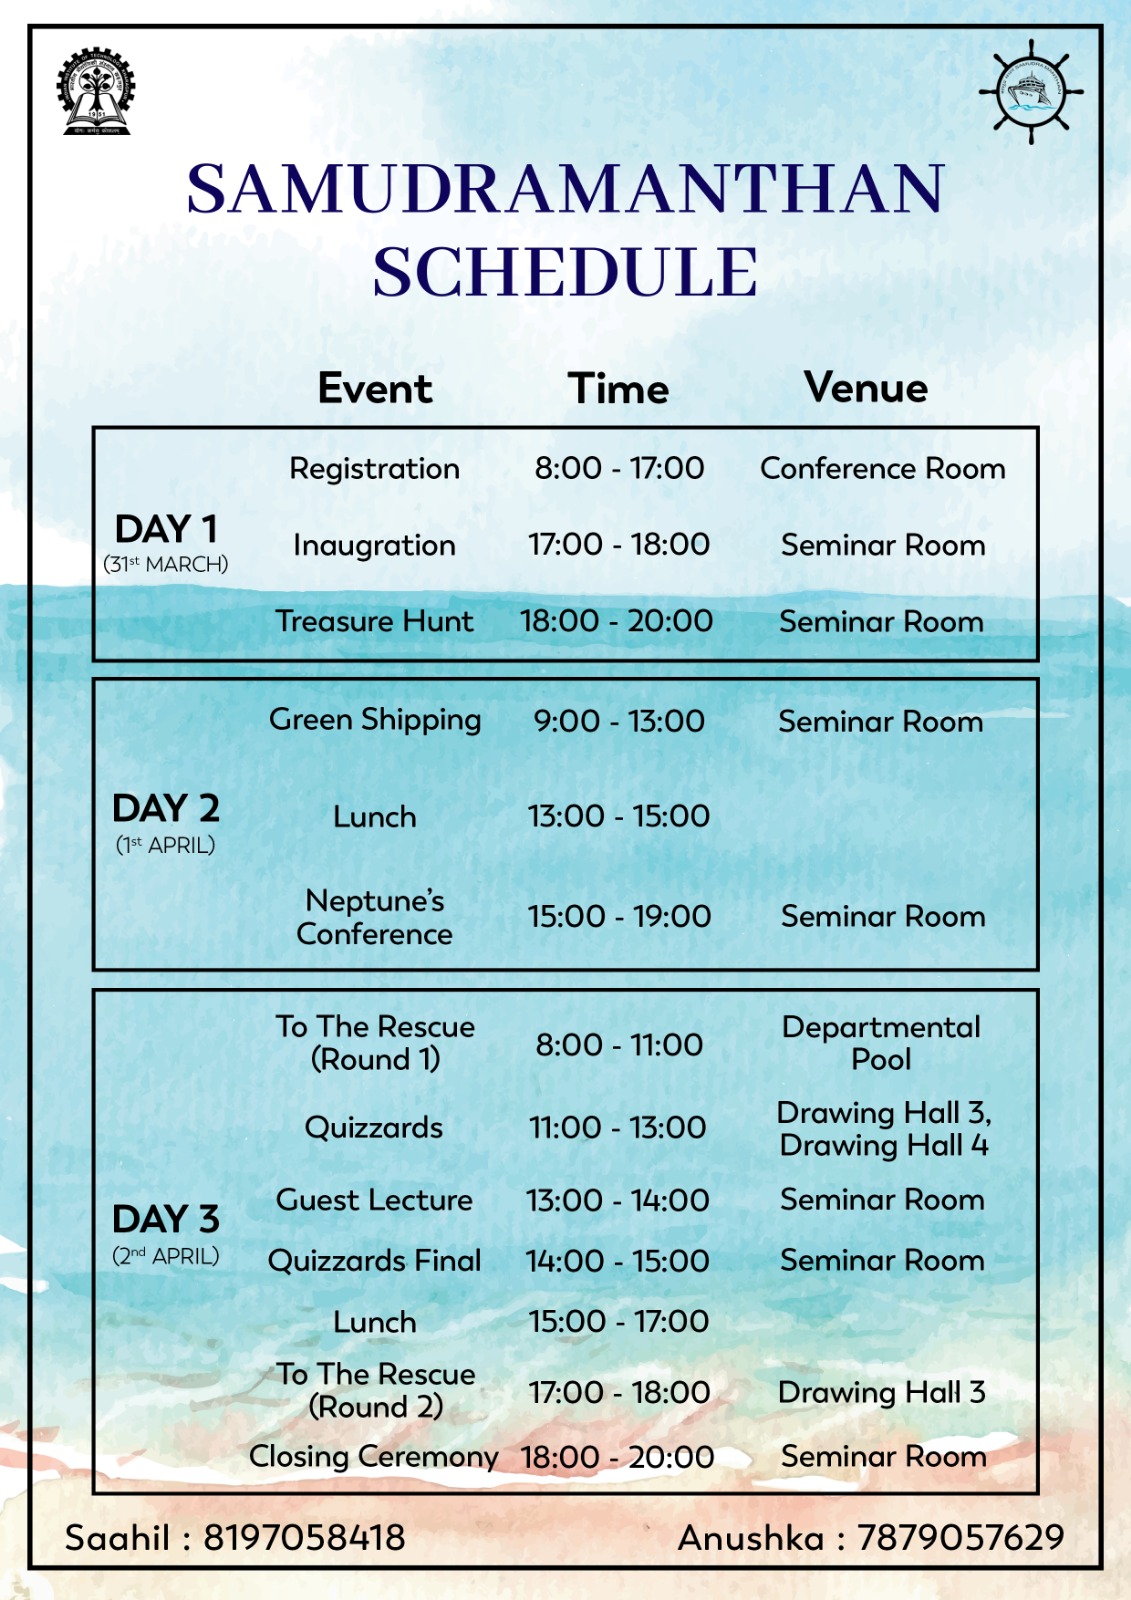 SAMUDRAMANTHAN
SCHEDULE
Event Time Venue
DAY 1
(31st MARCH)
Registration 8:00 - 17:00 Conference Room
Inaugration 17:00 - 18:00 Seminar Room
Treasure Hunt 18:00 - 20:00 Seminar Room
DAY 2
(1st APRIL)
Green Shipping 9:00 - 13:00 Seminar Room
Lunch 13:00 - 15:00
Neptune’s
Conference 15:00 - 19:00 Seminar Room
DAY 3
(2nd APRIL)
To The Rescue
(Round 1) 8:00 - 11:00 Departmental
Pool
Quizzards 11:00 - 13:00 Drawing Hall 3,
Drawing Hall 4
Guest Lecture 13:00 - 14:00 Seminar Room
Quizzards Final 14:00 - 15:00 Seminar Room
Lunch 15:00 - 17:00
To The Rescue
(Round 2) 17:00 - 18:00 Drawing Hall 3
Closing Ceremony 18:00 - 20:00 Seminar Room
Saahil : 8197058418 Anushka : 7879057629